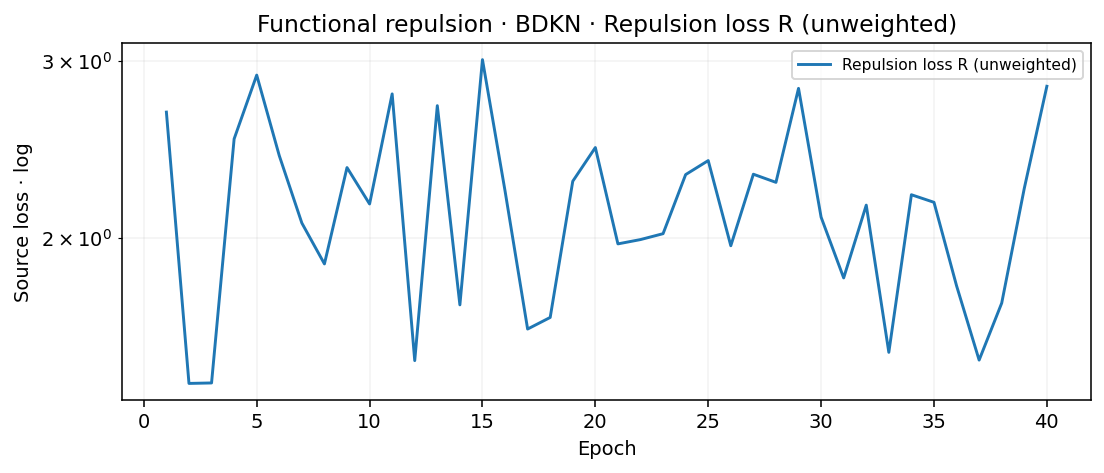 Functional repulsion · BDKN · Repulsion loss R (unweighted)
Repulsion loss R (unweighted)
3 × 10⁰
2 × 10⁰
Source loss · log
0 5 10 15 20 25 30 35 40
Epoch